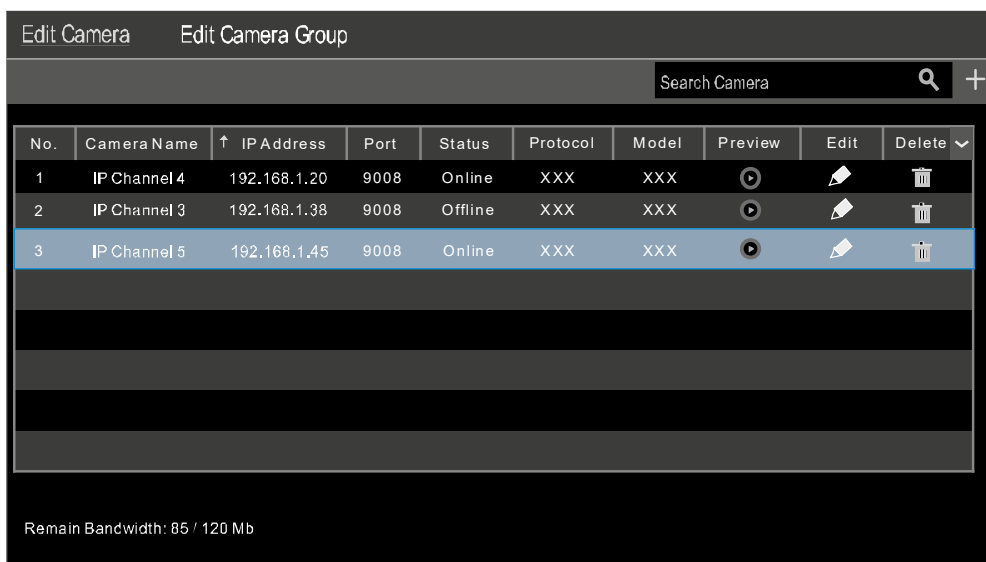 Edit Camera Edit Camera Group
Search Camera
No. Camera Name ↑ IP Address Port Status Protocol Model Preview Edit Delete
1 IP Channel 4 192.168.1.20 9008 Online XXX XXX
2 IP Channel 3 192.168.1.38 9008 Offline XXX XXX
3 IP Channel 5 192.168.1.45 9008 Online XXX XXX
Remain Bandwidth: 85 / 120 Mb